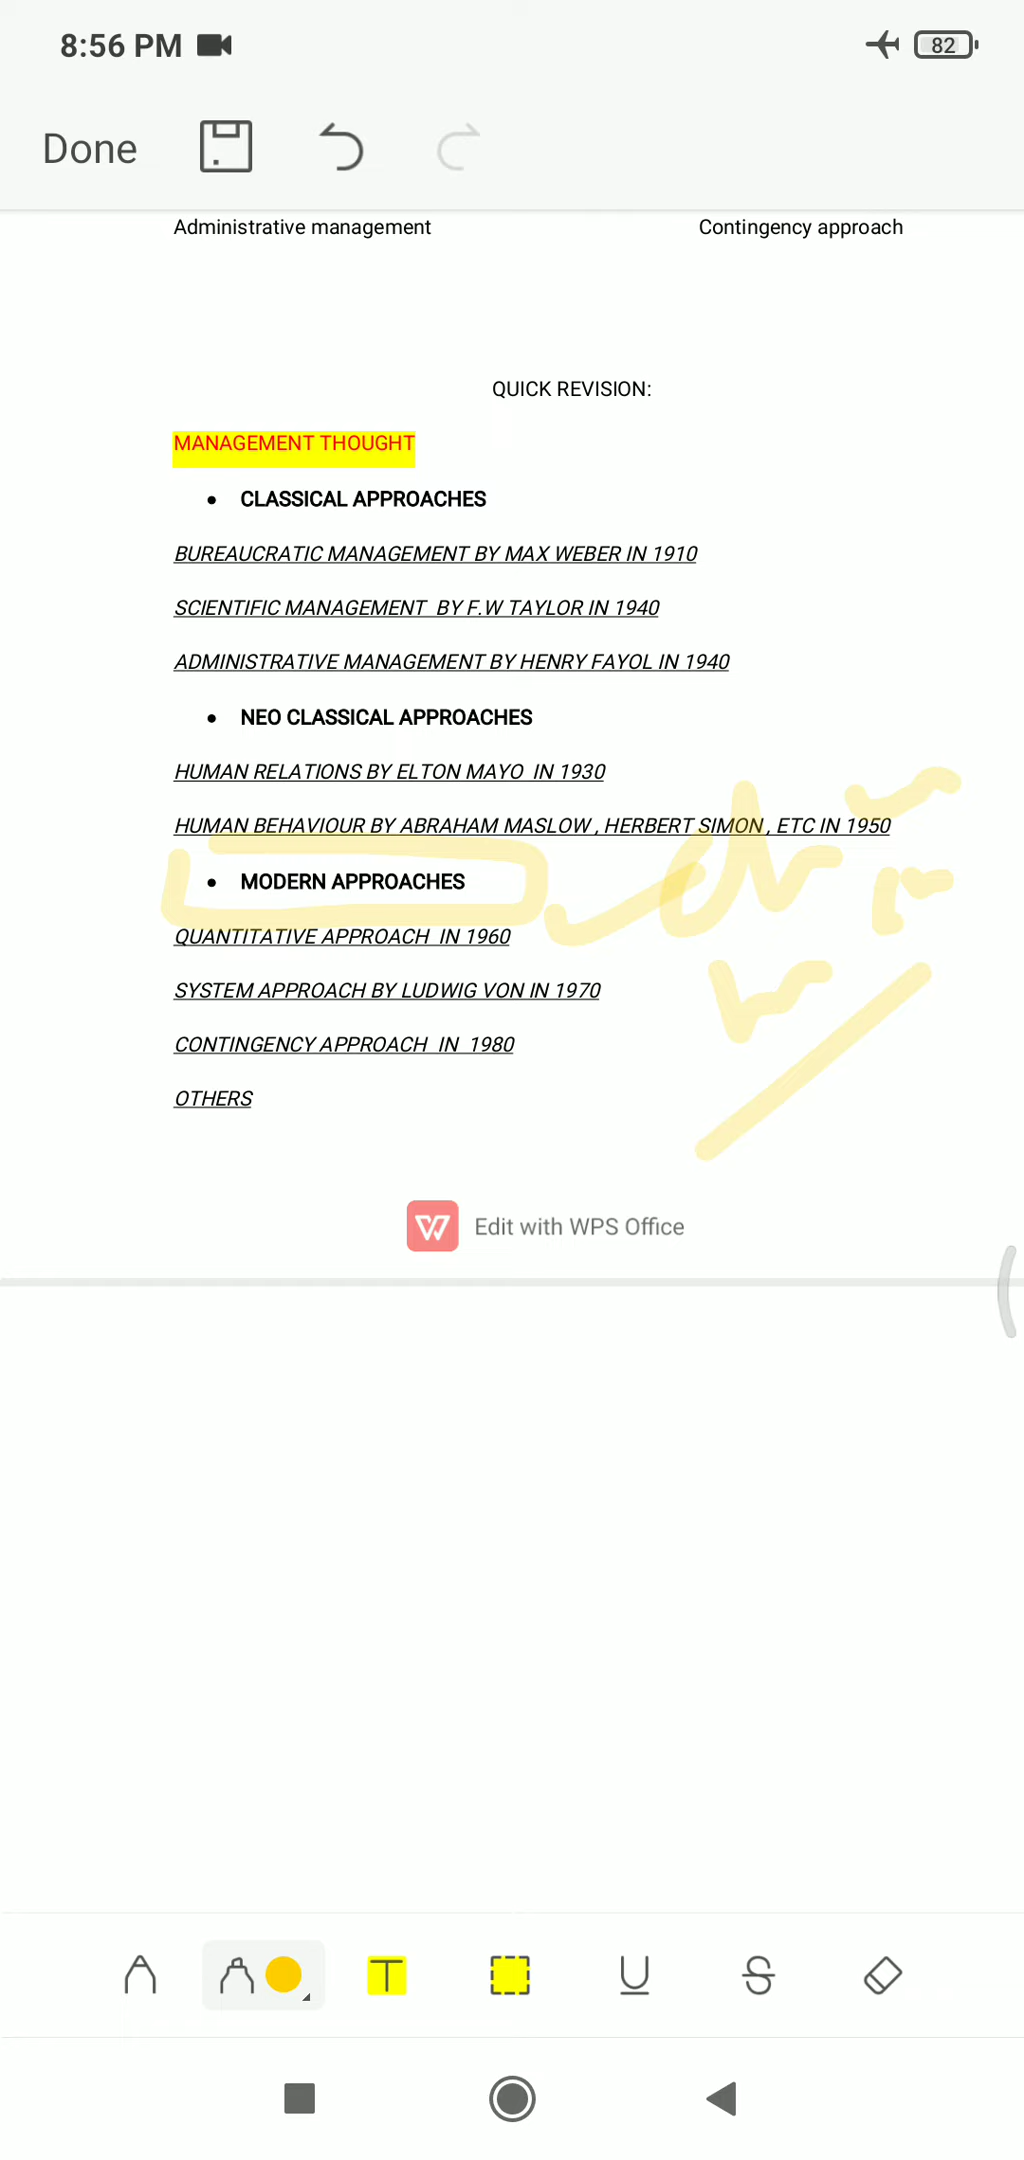 8:56 PM
82
Done
Administrative management Contingency approach
QUICK REVISION:
MANAGEMENT THOUGHT
● CLASSICAL APPROACHES
BUREAUCRATIC MANAGEMENT BY MAX WEBER IN 1910
SCIENTIFIC MANAGEMENT  BY F.W TAYLOR IN 1940
ADMINISTRATIVE MANAGEMENT BY HENRY FAYOL IN 1940
● NEO CLASSICAL APPROACHES
HUMAN RELATIONS BY ELTON MAYO  IN 1930
HUMAN BEHAVIOUR BY ABRAHAM MASLOW , HERBERT SIMON , ETC IN 1950
● MODERN APPROACHES
QUANTITATIVE APPROACH  IN 1960
SYSTEM APPROACH BY LUDWIG VON IN 1970
CONTINGENCY APPROACH  IN  1980
OTHERS
Edit with WPS Office